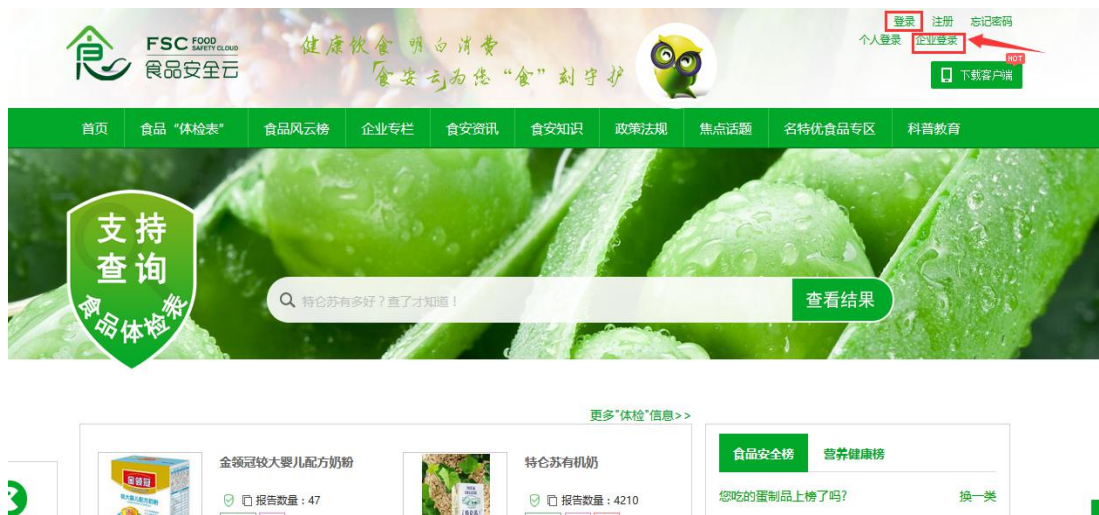 登录 注册 忘记密码
个人登录 企业登录
HOT
下载客户端
食
FSC FOOD SAFETY CLOUD
食品安全云
健康饮食 明白消费
食安云为您“食”刻守护
首页 食品“体检表” 食品风云榜 企业专栏 食安资讯 食安知识 政策法规 焦点话题 名特优食品专区 科普教育
支持
查询
食品体检表
特仑苏有多好？查了才知道！
查看结果
更多"体检"信息>>
金领冠较大婴儿配方奶粉
报告数量：47
金领冠
特仑苏有机奶
报告数量：4210
食品安全榜 营养健康榜
您吃的蛋制品上榜了吗? 换一类